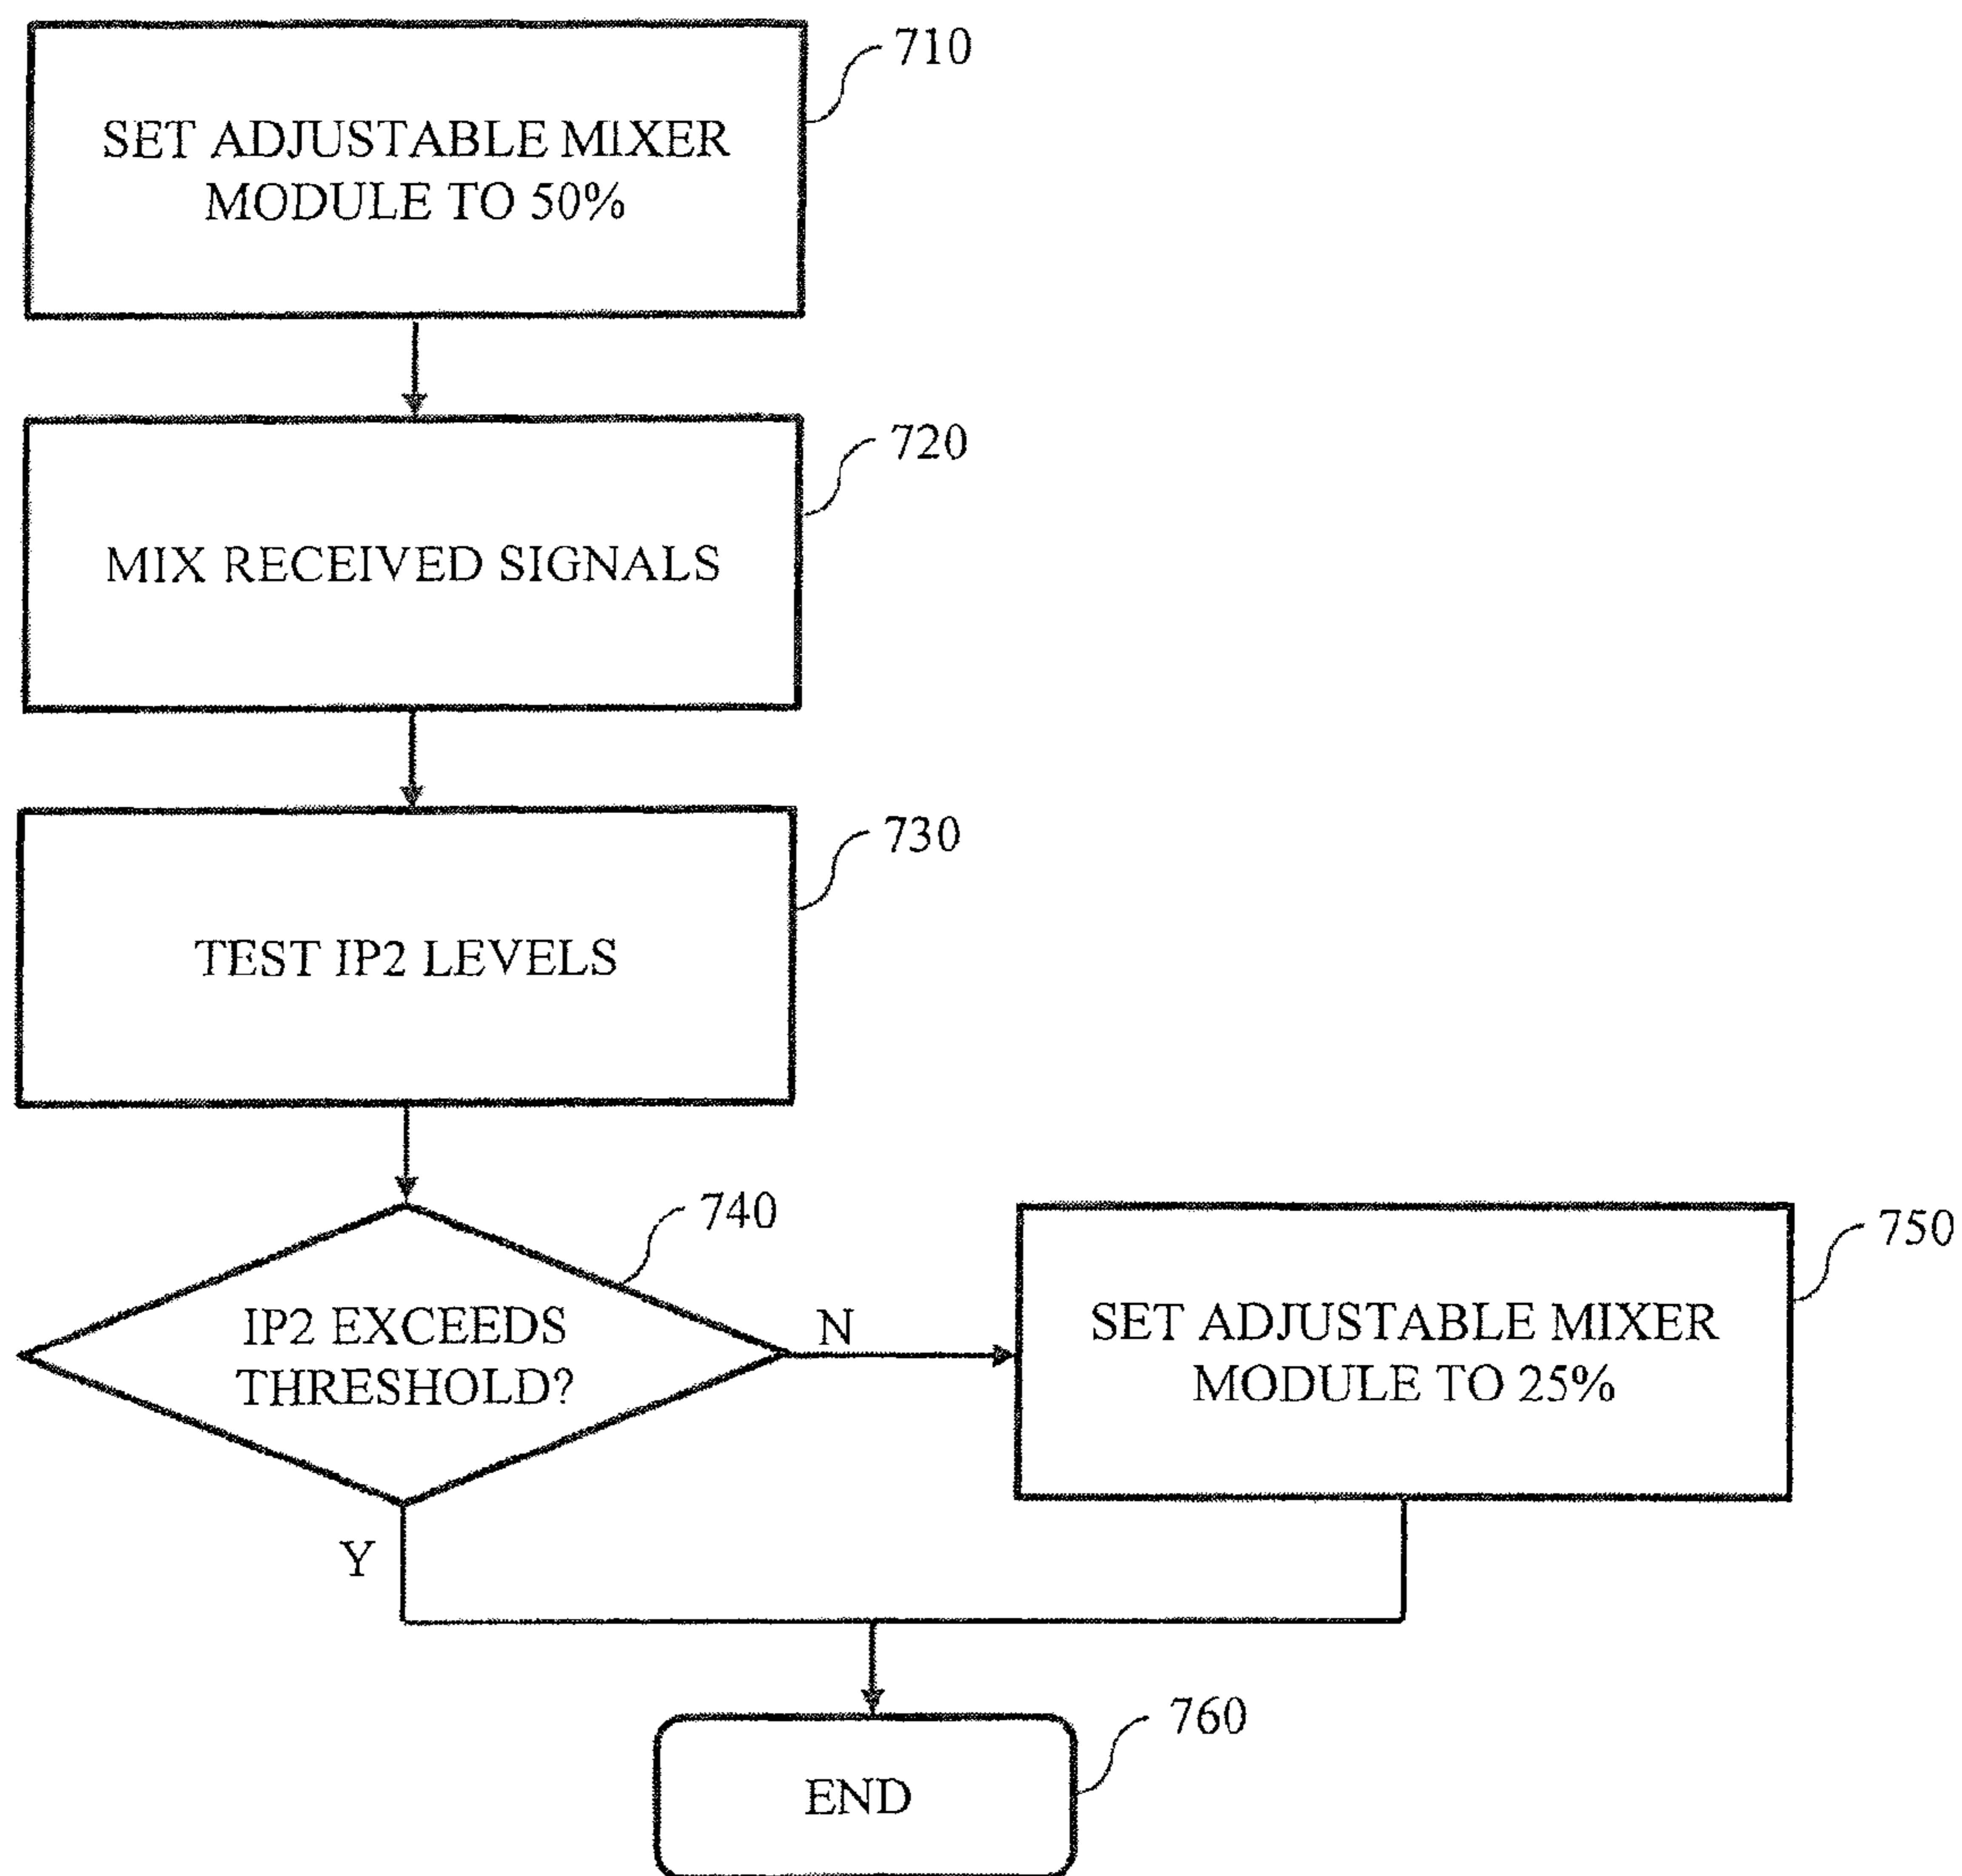 710
SET ADJUSTABLE MIXER
MODULE TO 50%
720
MIX RECEIVED SIGNALS
730
TEST IP2 LEVELS
740
IP2 EXCEEDS
THRESHOLD?
N
750
SET ADJUSTABLE MIXER
MODULE TO 25%
Y
760
END